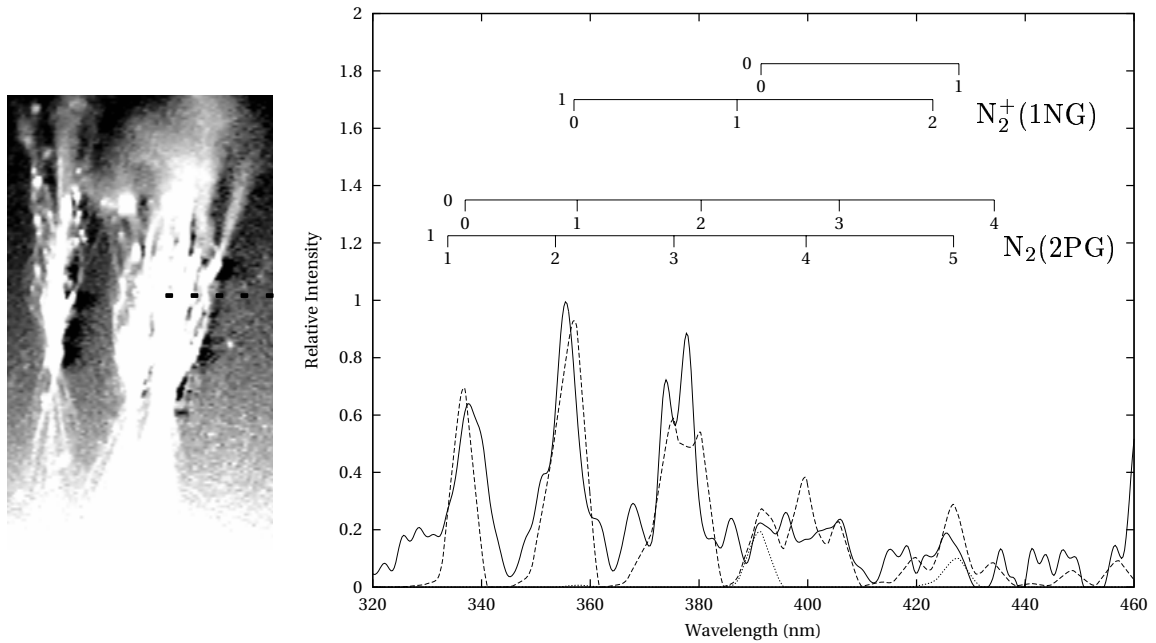 2
1.8
1.6
1.4
1.2
1
0.8
0.6
0.4
0.2
0
Relative Intensity
0
0 1
1
0 1 2
N₂⁺(1NG)
0
0 1 2 3 4
1
1 2 3 4 5
N₂(2PG)
320 340 360 380 400 420 440 460
Wavelength (nm)